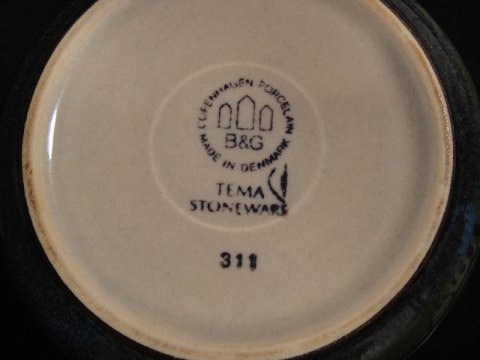 COPENHAGEN PORCELAIN
MADE IN DENMARK
B&G
TEMA
STONEWARE
311